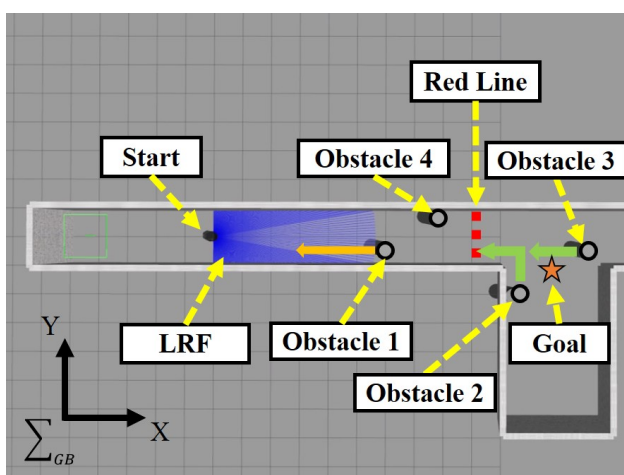 Red Line
Start
Obstacle 4
Obstacle 3
LRF
Obstacle 1
Goal
Obstacle 2
Y
X
∑GB